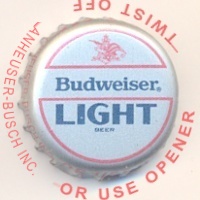 Budweiser®
LIGHT
BEER
ANHEUSER-BUSCH INC.
TWIST OFF
OR USE OPENER